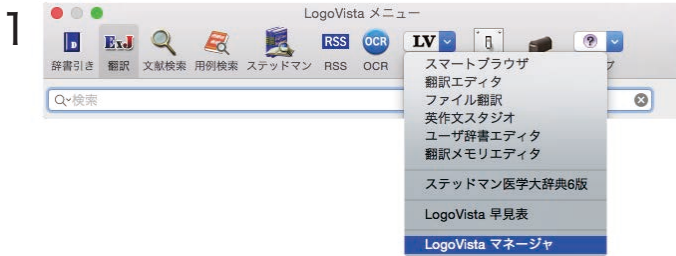 1
LogoVista メニュー
ExJ RSS OCR LV
辞書引き 翻訳 文献検索 用例検索 ステッドマン RSS OCR プ
検索
スマートブラウザ
翻訳エディタ
ファイル翻訳
英作文スタジオ
ユーザ辞書エディタ
翻訳メモリエディタ
ステッドマン医学大辞典6版
LogoVista 早見表
LogoVista マネージャ